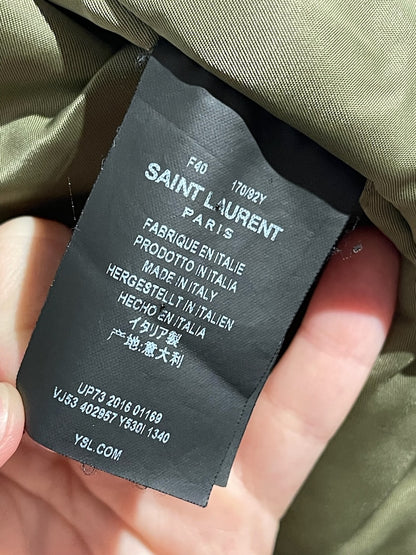 F40 170/92Y
SAINT LAURENT
PARIS
FABRIQUE EN ITALIE
PRODOTTO IN ITALIA
MADE IN ITALY
HERGESTELLT IN ITALIEN
HECHO EN ITALIA
イタリア製
产地:意大利
UP73 2016 01169
VJ53 402957 Y530I 1340
YSL.COM